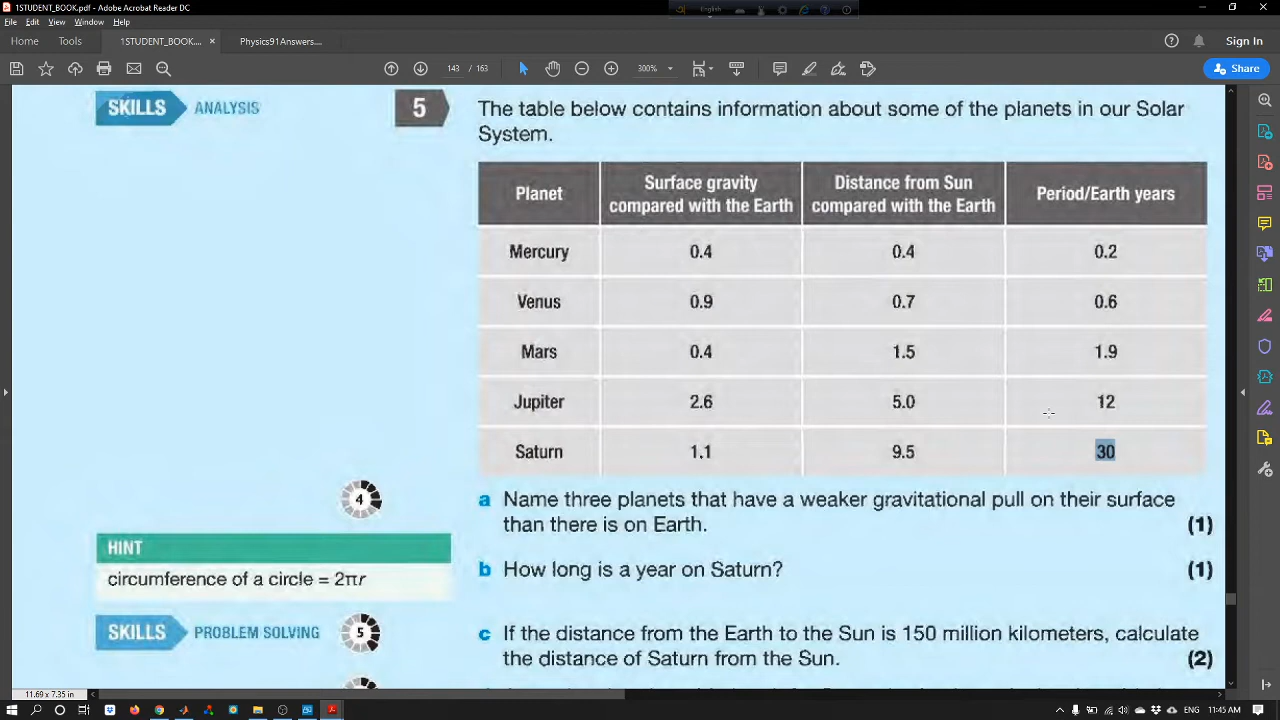 1STUDENT_BOOK.pdf - Adobe Acrobat Reader DC
English
File Edit View Window Help
Home Tools 1STUDENT_BOOK.... × Physics91Answers.... Sign In
143 / 163 300% Share
SKILLS ANALYSIS
5 The table below contains information about some of the planets in our Solar
System.
Planet Surface gravity compared with the Earth Distance from Sun compared with the Earth Period/Earth years
Mercury 0.4 0.4 0.2
Venus 0.9 0.7 0.6
Mars 0.4 1.5 1.9
Jupiter 2.6 5.0 12
Saturn 1.1 9.5 30
4
a Name three planets that have a weaker gravitational pull on their surface
than there is on Earth. (1)
HINT
circumference of a circle = 2πr
b How long is a year on Saturn? (1)
SKILLS PROBLEM SOLVING 5
c If the distance from the Earth to the Sun is 150 million kilometers, calculate
the distance of Saturn from the Sun. (2)
11.69 x 7.35 in
11:45 AM